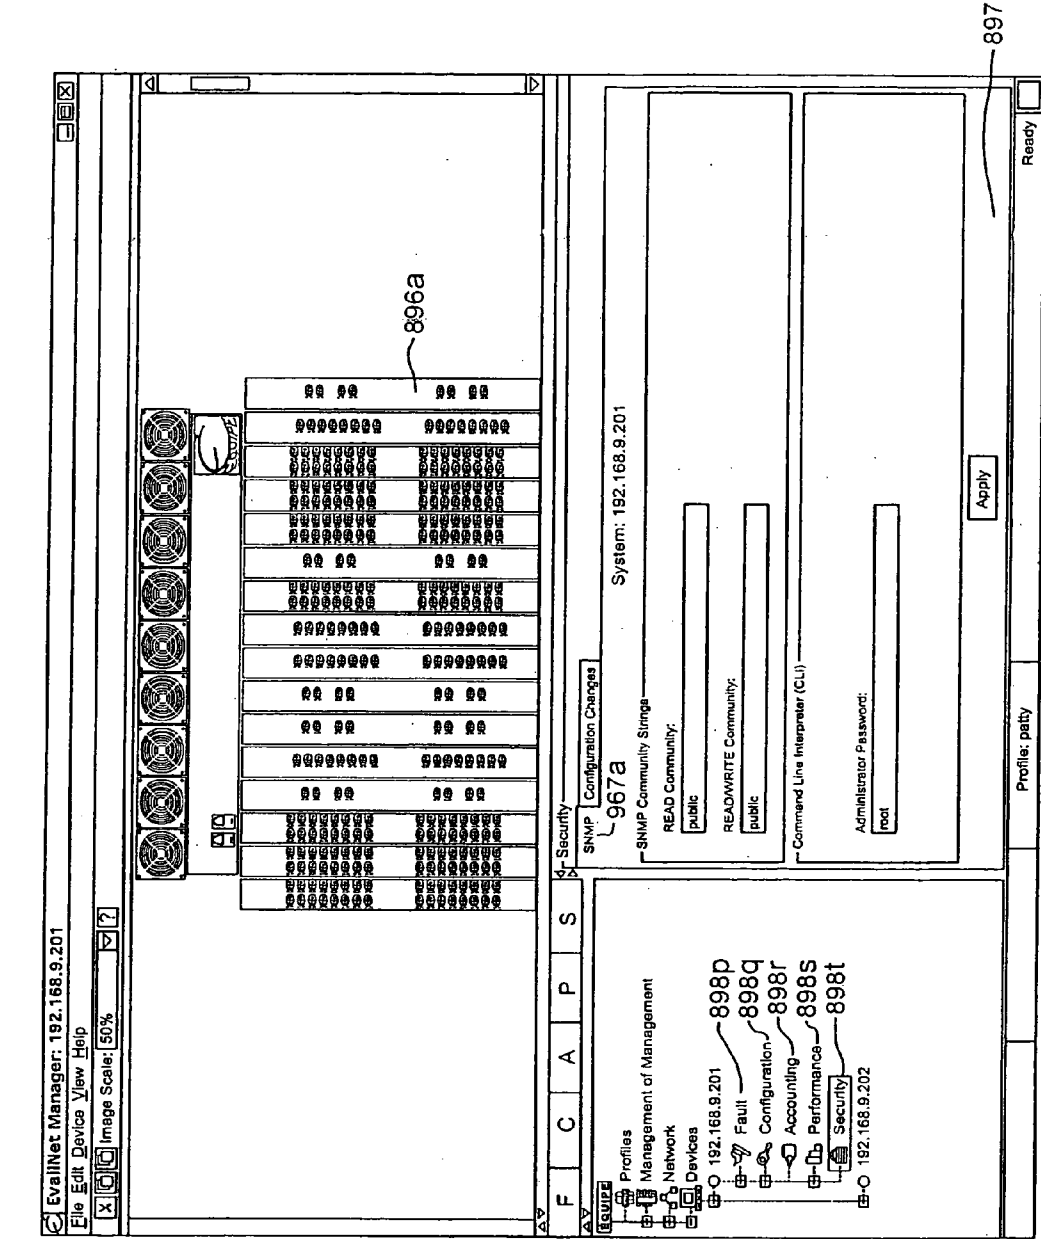 EvaliNet Manager: 192.168.9.201
File Edit Device View Help
X Image Scale: 50% ?
EQUIPE
896a
F C A P S
EQUIPE
Profiles
Management of Management
Network
Devices
192.168.9.201
Fault
898p
Configuration
898q
Accounting
898r
Performance
898s
Security
898t
192.168.9.202
Security
SNMP Configuration Changes
967a
System: 192.168.9.201
SNMP Community Strings
READ Community:
public
READ/WRITE Community:
public
Command Line Interpreter (CLI)
Administrator Password:
root
Apply
897
Profile: patty
Ready